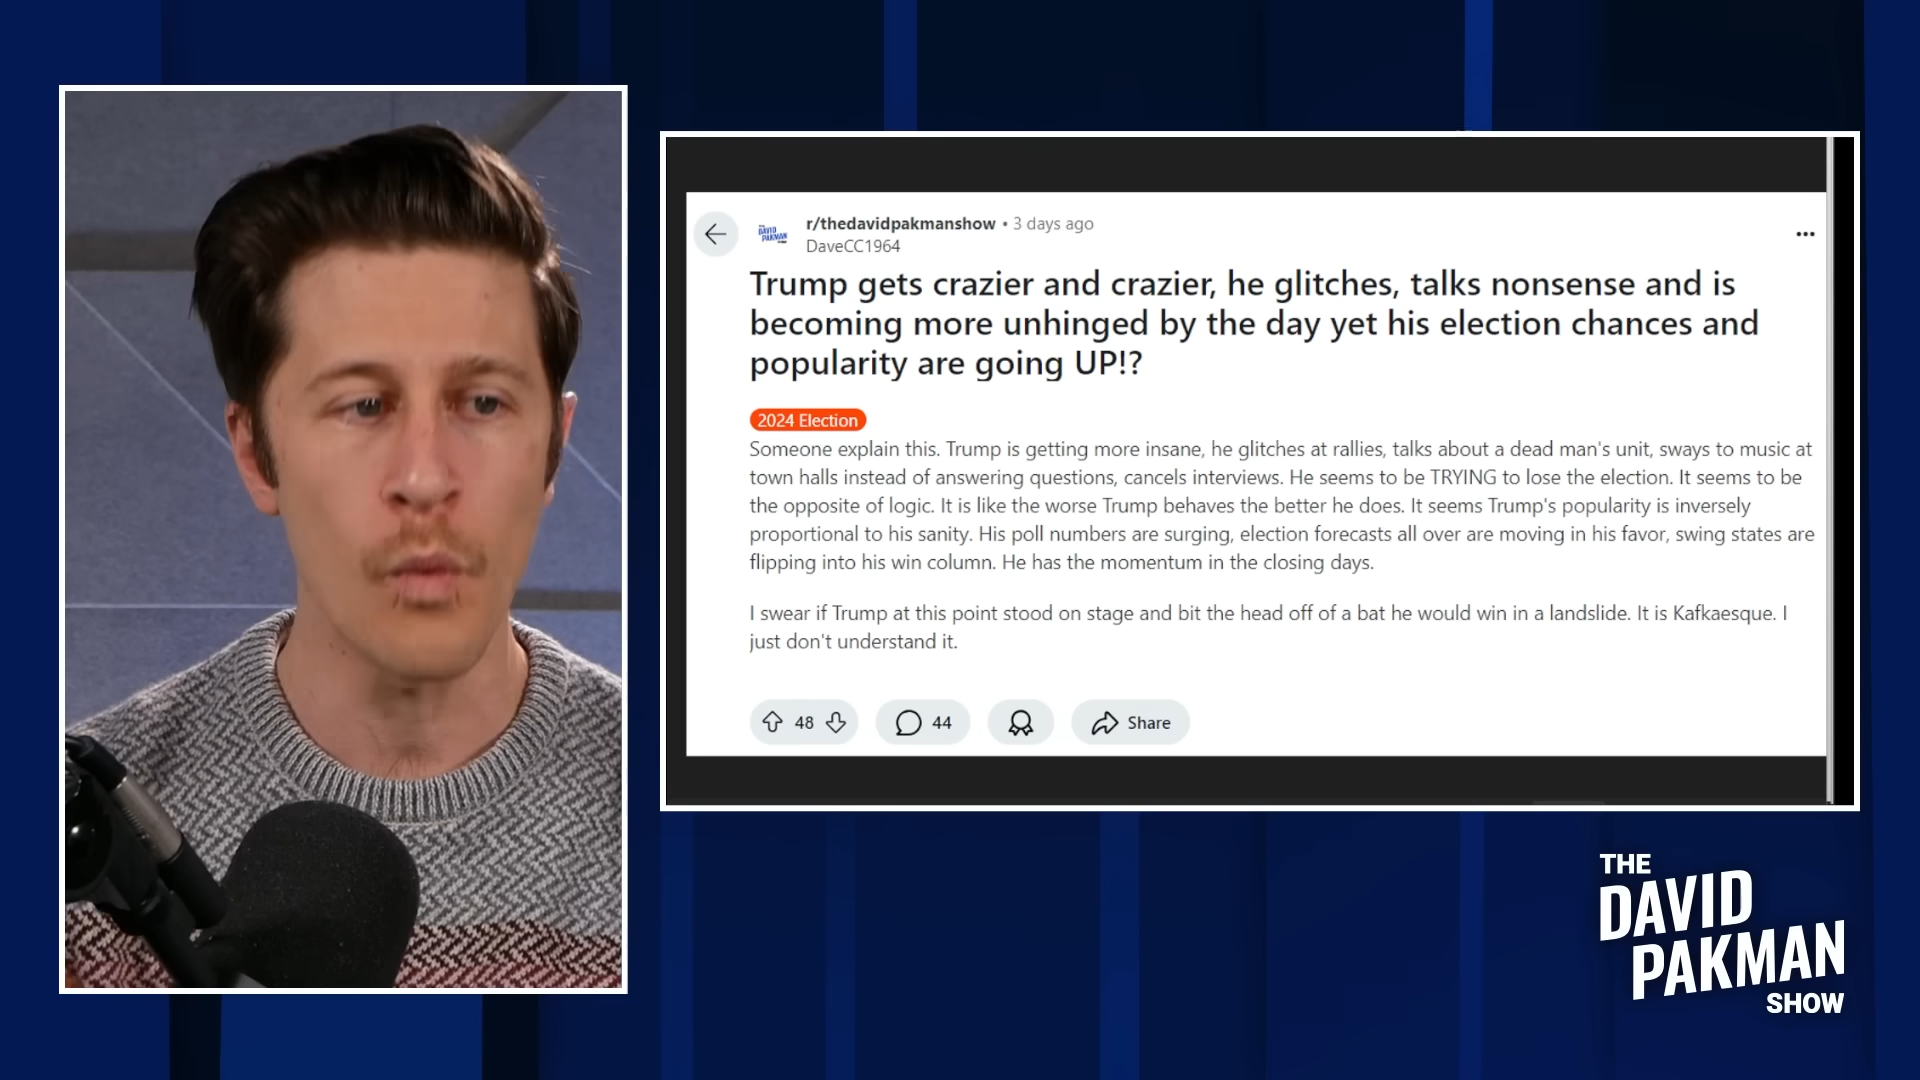 r/thedavidpakmanshow • 3 days ago
DaveCC1964
Trump gets crazier and crazier, he glitches, talks nonsense and is
becoming more unhinged by the day yet his election chances and
popularity are going UP!?
2024 Election
Someone explain this. Trump is getting more insane, he glitches at rallies, talks about a dead man's unit, sways to music at
town halls instead of answering questions, cancels interviews. He seems to be TRYING to lose the election. It seems to be
the opposite of logic. It is like the worse Trump behaves the better he does. It seems Trump's popularity is inversely
proportional to his sanity. His poll numbers are surging, election forecasts all over are moving in his favor, swing states are
flipping into his win column. He has the momentum in the closing days.
I swear if Trump at this point stood on stage and bit the head off of a bat he would win in a landslide. It is Kafkaesque. I
just don't understand it.
48
44
Share
THE
DAVID
PAKMAN
SHOW